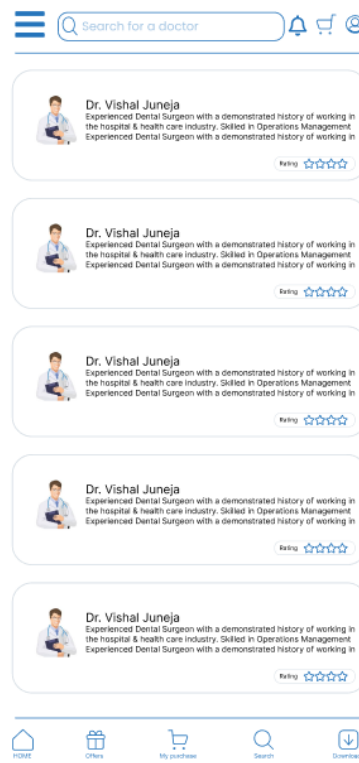 Search for a doctor
Dr. Vishal Juneja
Experienced Dental Surgeon with a demonstrated history of working in
the hospital & health care industry. Skilled in Operations Management
Experienced Dental Surgeon with a demonstrated history of working in
Rating
Dr. Vishal Juneja
Experienced Dental Surgeon with a demonstrated history of working in
the hospital & health care industry. Skilled in Operations Management
Experienced Dental Surgeon with a demonstrated history of working in
Rating
Dr. Vishal Juneja
Experienced Dental Surgeon with a demonstrated history of working in
the hospital & health care industry. Skilled in Operations Management
Experienced Dental Surgeon with a demonstrated history of working in
Rating
Dr. Vishal Juneja
Experienced Dental Surgeon with a demonstrated history of working in
the hospital & health care industry. Skilled in Operations Management
Experienced Dental Surgeon with a demonstrated history of working in
Rating
Dr. Vishal Juneja
Experienced Dental Surgeon with a demonstrated history of working in
the hospital & health care industry. Skilled in Operations Management
Experienced Dental Surgeon with a demonstrated history of working in
Rating
HOME Offers My purchase Search